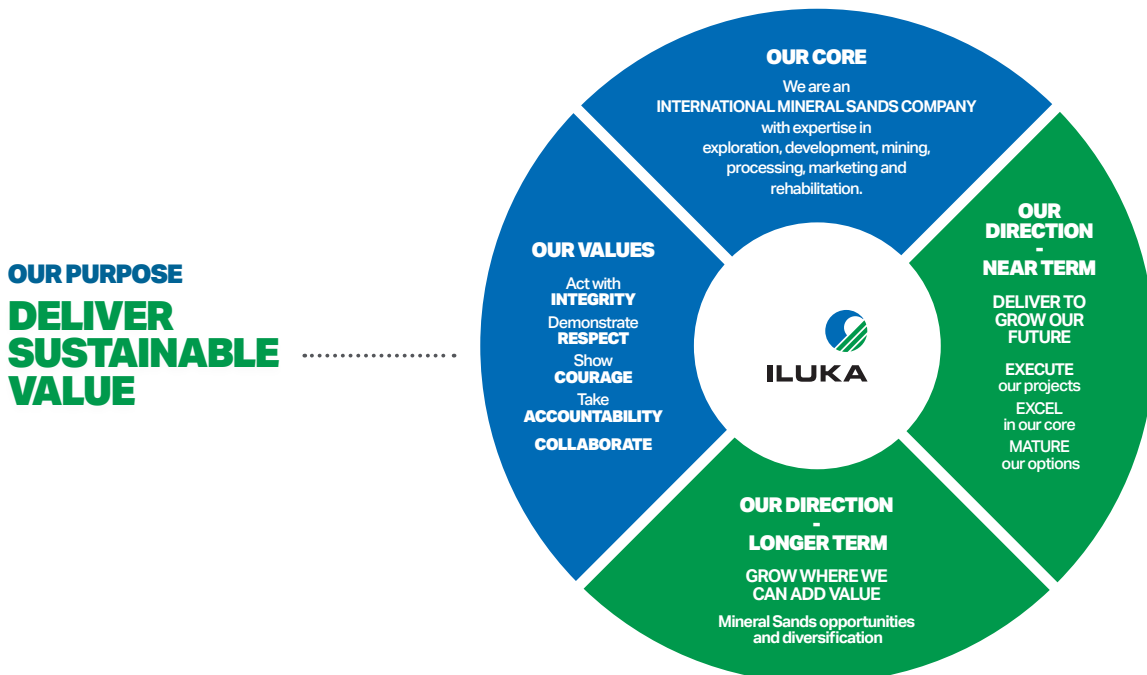 OUR PURPOSE
DELIVER
SUSTAINABLE
VALUE
OUR CORE
We are an
INTERNATIONAL MINERAL SANDS COMPANY
with expertise in
exploration, development, mining,
processing, marketing and
rehabilitation.
OUR VALUES
Act with
INTEGRITY
Demonstrate
RESPECT
Show
COURAGE
Take
ACCOUNTABILITY
COLLABORATE
ILUKA
OUR
DIRECTION
-
NEAR TERM
DELIVER TO
GROW OUR
FUTURE
EXECUTE
our projects
EXCEL
in our core
MATURE
our options
OUR DIRECTION
-
LONGER TERM
GROW WHERE WE
CAN ADD VALUE
Mineral Sands opportunities
and diversification